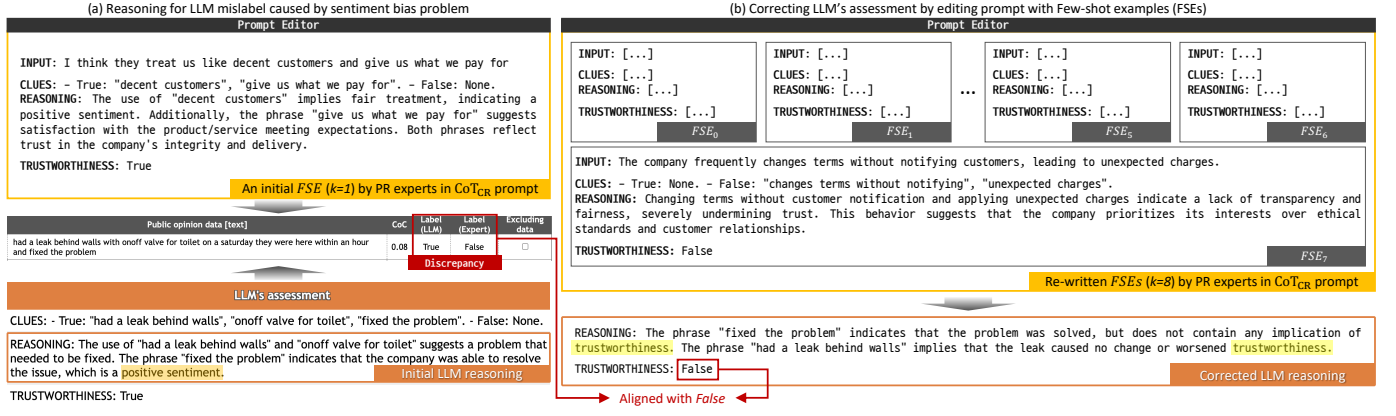 (a) Reasoning for LLM mislabel caused by sentiment bias problem
Prompt Editor
INPUT: I think they treat us like decent customers and give us what we pay for
CLUES: - True: "decent customers", "give us what we pay for". - False: None.
REASONING: The use of "decent customers" implies fair treatment, indicating a
positive sentiment. Additionally, the phrase "give us what we pay for" suggests
satisfaction with the product/service meeting expectations. Both phrases reflect
trust in the company's integrity and delivery.
TRUSTWORTHINESS: True
An initial FSE (k=1) by PR experts in CoT_CR prompt
Public opinion data [text] CoC Label (LLM) Label (Expert) Excluding data
had a leak behind walls with onoff valve for toilet on a saturday they were here within an hour
and fixed the problem 0.08 True False
Discrepancy
LLM's assessment
CLUES: - True: "had a leak behind walls", "onoff valve for toilet", "fixed the problem". - False: None.
REASONING: The use of "had a leak behind walls" and "onoff valve for toilet" suggests a problem that
needed to be fixed. The phrase "fixed the problem" indicates that the company was able to resolve
the issue, which is a positive sentiment.
Initial LLM reasoning
TRUSTWORTHINESS: True
(b) Correcting LLM's assessment by editing prompt with Few-shot examples (FSEs)
Prompt Editor
INPUT: [...]
CLUES: [...]
REASONING: [...]
TRUSTWORTHINESS: [...]
FSE0
INPUT: [...]
CLUES: [...]
REASONING: [...]
TRUSTWORTHINESS: [...]
FSE1
...
INPUT: [...]
CLUES: [...]
REASONING: [...]
TRUSTWORTHINESS: [...]
FSE5
INPUT: [...]
CLUES: [...]
REASONING: [...]
TRUSTWORTHINESS: [...]
FSE6
INPUT: The company frequently changes terms without notifying customers, leading to unexpected charges.
CLUES: - True: None. - False: "changes terms without notifying", "unexpected charges".
REASONING: Changing terms without customer notification and applying unexpected charges indicate a lack of transparency and
fairness, severely undermining trust. This behavior suggests that the company prioritizes its interests over ethical
standards and customer relationships.
TRUSTWORTHINESS: False
FSE7
Re-written FSEs (k=8) by PR experts in CoT_CR prompt
REASONING: The phrase "fixed the problem" indicates that the problem was solved, but does not contain any implication of
trustworthiness. The phrase "had a leak behind walls" implies that the leak caused no change or worsened trustworthiness.
TRUSTWORTHINESS: False
Corrected LLM reasoning
Aligned with False